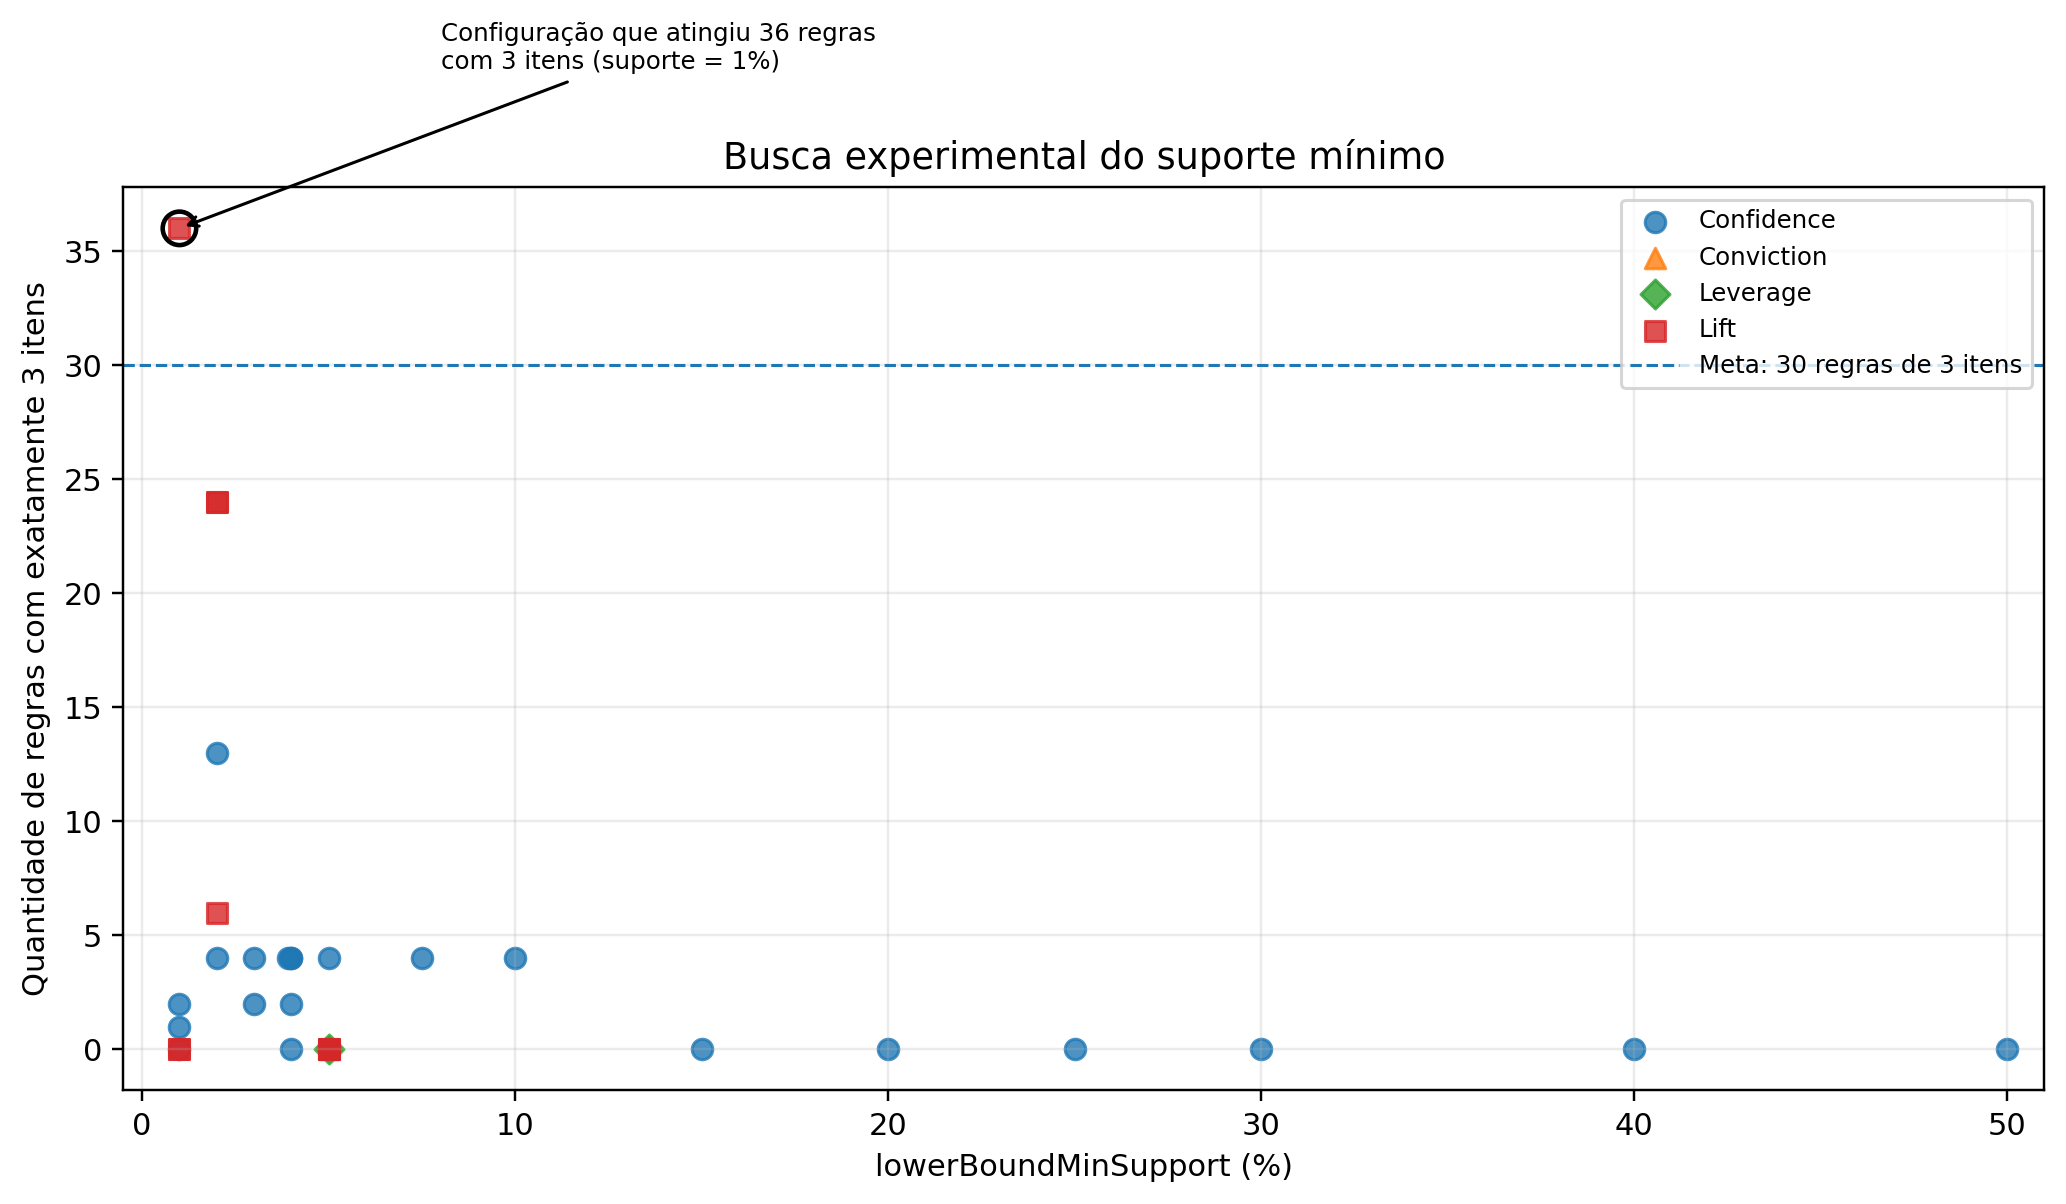 Configuração que atingiu 36 regras
com 3 itens (suporte = 1%)
Busca experimental do suporte mínimo
Quantidade de regras com exatamente 3 itens
35
30
25
20
15
10
5
0
Confidence
Conviction
Leverage
Lift
Meta: 30 regras de 3 itens
0 10 20 30 40 50
lowerBoundMinSupport (%)